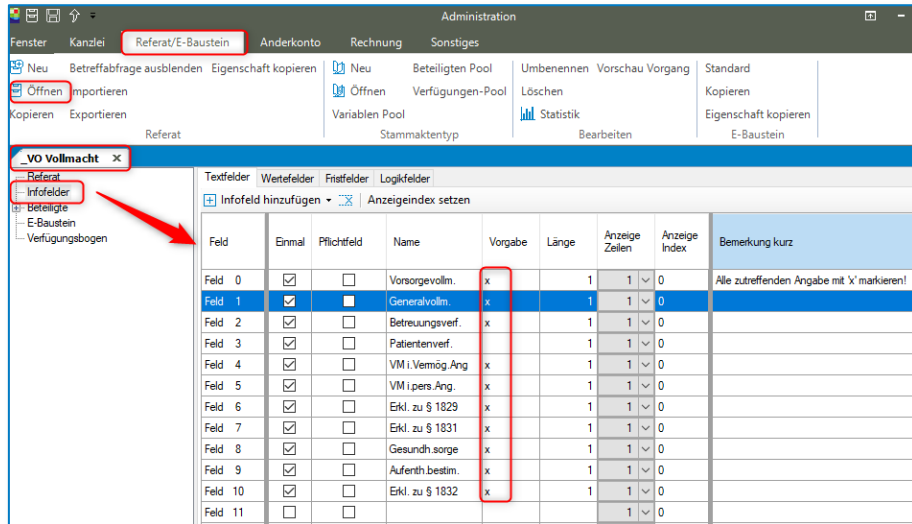 Administration
Fenster Kanzlei Referat/E-Baustein Anderkonto Rechnung Sonstiges
Neu Betreffabfrage ausblenden Eigenschaft kopieren Neu Beteiligten Pool Umbenennen Vorschau Vorgang Standard
Öffnen Importieren Öffnen Verfügungen-Pool Löschen Kopieren
Kopieren Exportieren Variablen Pool Statistik Eigenschaft kopieren
Referat Stammaktentyp Bearbeiten E-Baustein
_VO Vollmacht X
Referat
Infofelder
Beteiligte
E-Baustein
Verfügungsbogen
Textfelder Wertefelder Fristfelder Logikfelder
Infofeld hinzufügen Anzeigeindex setzen
Feld Einmal Pflichtfeld Name Vorgabe Länge Anzeige Zeilen Anzeige Index Bemerkung kurz
Feld 0 Vorsorgevollm. x 1 1 0 Alle zutreffenden Angabe mit 'x' markieren!
Feld 1 Generalvollm. x 1 1 0
Feld 2 Betreuungsverf. x 1 1 0
Feld 3 Patientenverf. 1 1 0
Feld 4 VM i.Vermög.Ang x 1 1 0
Feld 5 VM i.pers.Ang. x 1 1 0
Feld 6 Erkl. zu § 1829 x 1 1 0
Feld 7 Erkl. zu § 1831 x 1 1 0
Feld 8 Gesundh.sorge x 1 1 0
Feld 9 Aufenth.bestim. x 1 1 0
Feld 10 Erkl. zu § 1832 x 1 1 0
Feld 11 1 0